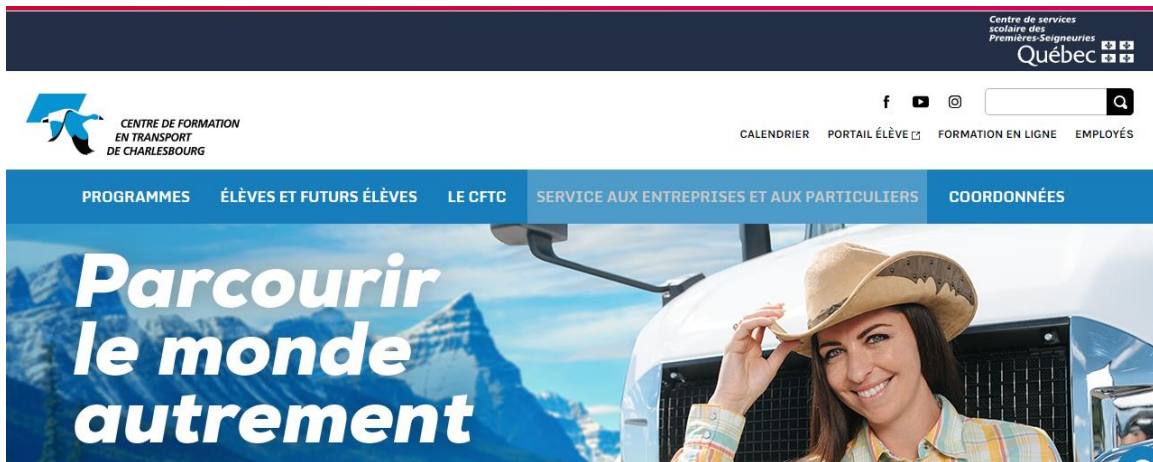 Centre de services
scolaire des
Premières-Seigneuries
Québec
CENTRE DE FORMATION
EN TRANSPORT
DE CHARLESBOURG
f
CALENDRIER PORTAIL ÉLÈVE FORMATION EN LIGNE EMPLOYÉS
PROGRAMMES ÉLÈVES ET FUTURS ÉLÈVES LE CFTC SERVICE AUX ENTREPRISES ET AUX PARTICULIERS COORDONNÉES
Parcourir
le monde
autrement